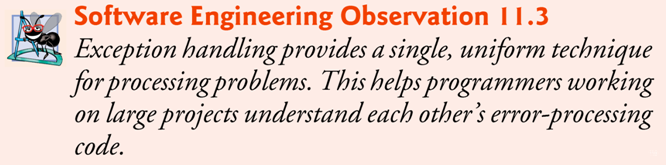 Software Engineering Observation 11.3
Exception handling provides a single, uniform technique
for processing problems. This helps programmers working
on large projects understand each other’s error-processing
code.